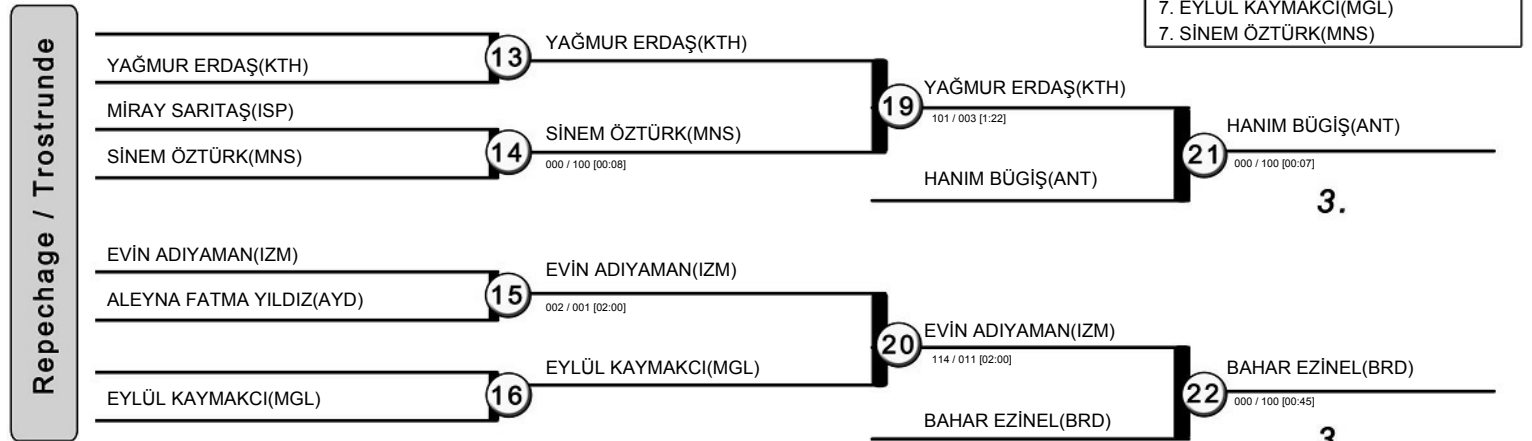 7. EYLÜL KAYMAKCI(MGL)
7. SİNEM ÖZTÜRK(MNS)
Repechage / Trostrunde
YAĞMUR ERDAŞ(KTH)
13
YAĞMUR ERDAŞ(KTH)
MİRAY SARITAŞ(ISP)
SİNEM ÖZTÜRK(MNS)
14
SİNEM ÖZTÜRK(MNS)
000 / 100 [00:08]
19
YAĞMUR ERDAŞ(KTH)
101 / 003 [1:22]
HANIM BÜGİŞ(ANT)
21
HANIM BÜGİŞ(ANT)
000 / 100 [00:07]
3.
EVİN ADIYAMAN(IZM)
ALEYNA FATMA YILDIZ(AYD)
15
EVİN ADIYAMAN(IZM)
002 / 001 [02:00]
EYLÜL KAYMAKCI(MGL)
16
EYLÜL KAYMAKCI(MGL)
20
EVİN ADIYAMAN(IZM)
114 / 011 [02:00]
BAHAR EZİNEL(BRD)
22
BAHAR EZİNEL(BRD)
000 / 100 [00:45]
3